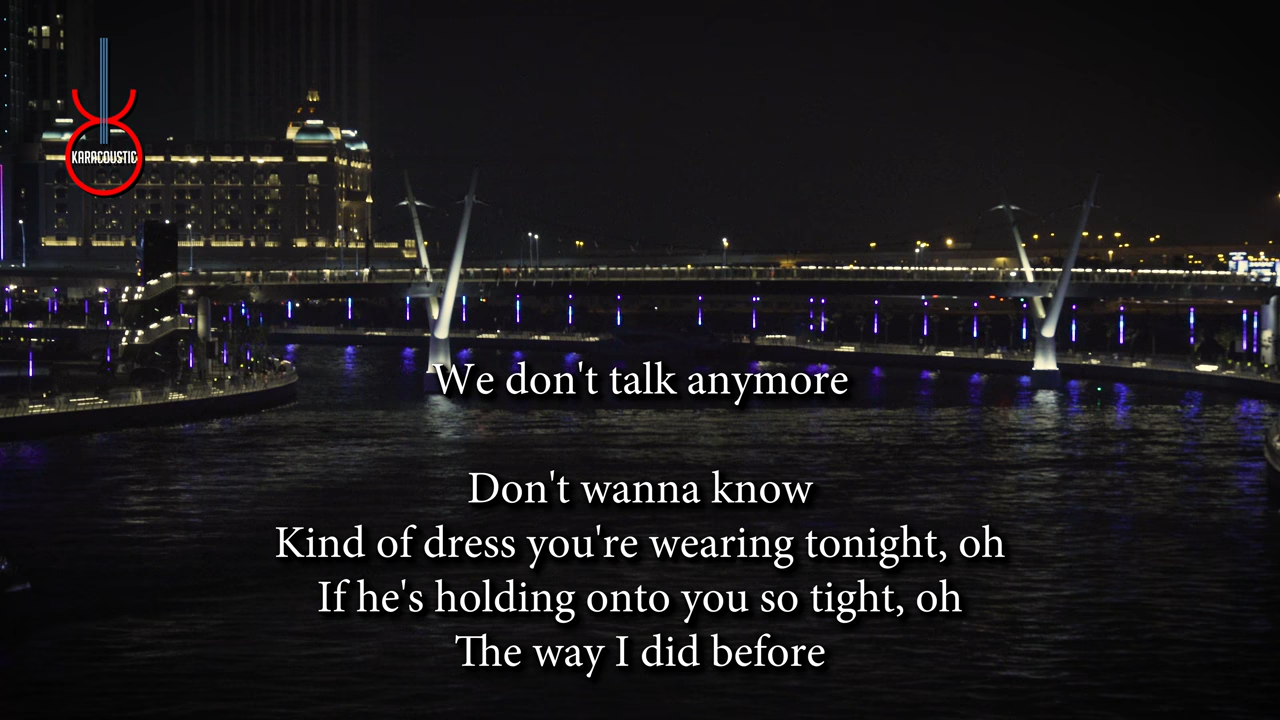 KARACOUSTIC
We don't talk anymore
Don't wanna know
Kind of dress you're wearing tonight, oh
If he's holding onto you so tight, oh
The way I did before